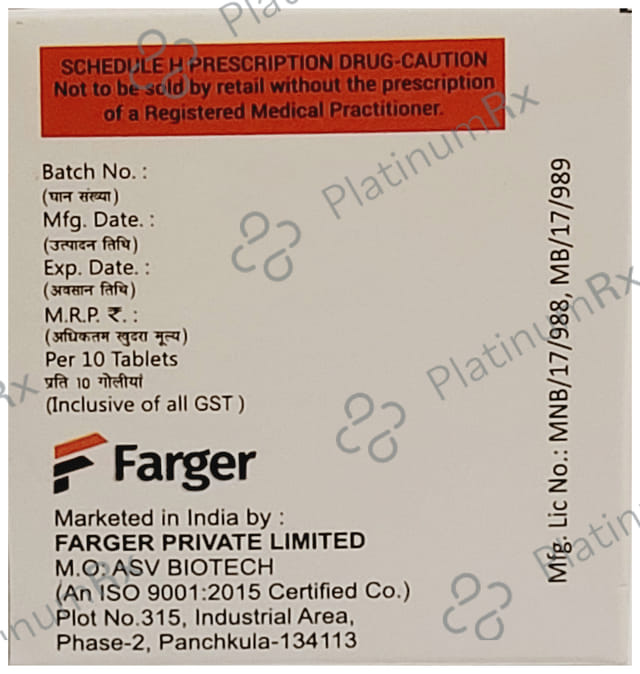 SCHEDULE H PRESCRIPTION DRUG-CAUTION
Not to be sold by retail without the prescription
of a Registered Medical Practitioner.
Batch No. :
(घान संख्या)
Mfg. Date. :
(उत्पादन तिथि)
Exp. Date. :
(अवसान तिथि)
M.R.P. ₹. :
(अधिकतम खुदरा मूल्य)
Per 10 Tablets
प्रति 10 गोलीयां
(Inclusive of all GST )
Farger
Marketed in India by :
FARGER PRIVATE LIMITED
M.O: ASV BIOTECH
(An ISO 9001:2015 Certified Co.)
Plot No.315, Industrial Area,
Phase-2, Panchkula-134113
Mfg. Lic No.: MNB/17/988, MB/17/989
PlatinumRx
PlatinumRx